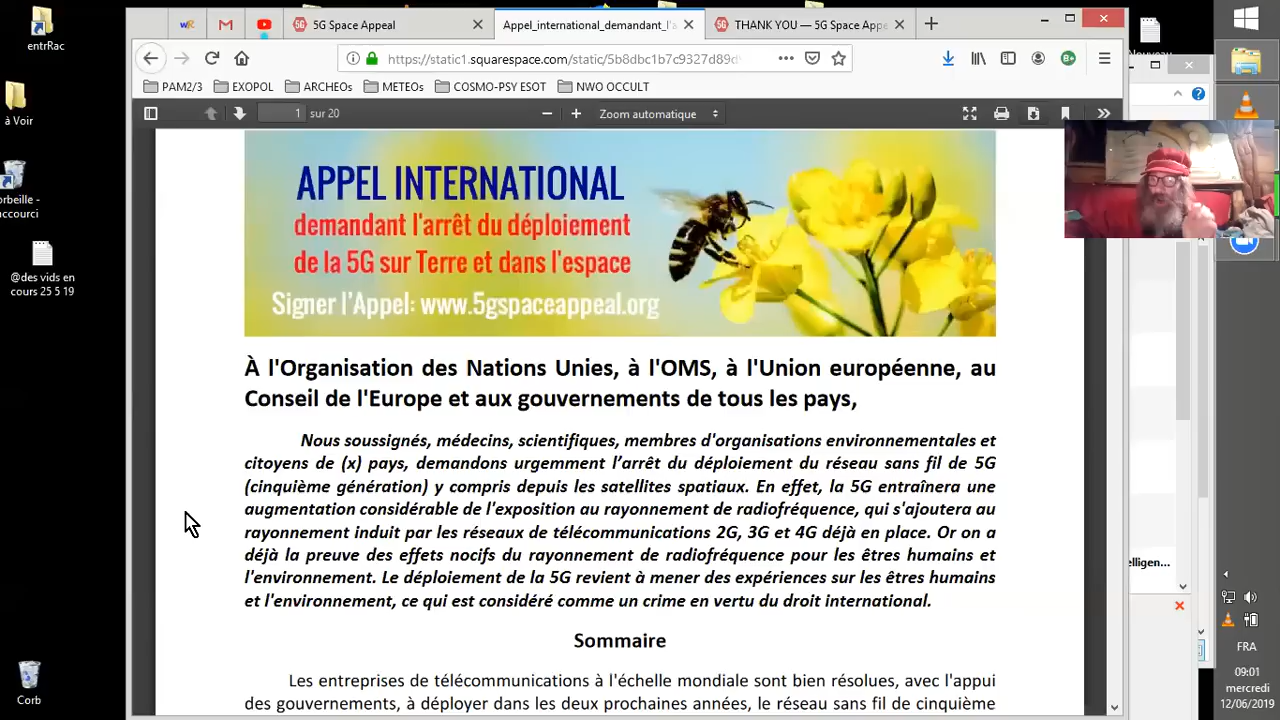 entrRac
à Voir
orbeille -
ccourci
@des vids en
cours 25 5 19
Corb
5G Space Appeal
Appel_international_demandant_l'a
THANK YOU — 5G Space Appe
https://static1.squarespace.com/static/5b8dbc1b7c9327d89d
PAM2/3 EXOPOL ARCHEOs METEOs COSMO-PSY ESOT NWO OCCULT
1 sur 20
Zoom automatique
APPEL INTERNATIONAL
demandant l'arrêt du déploiement
de la 5G sur Terre et dans l'espace
Signer l'Appel: www.5gspaceappeal.org
À l'Organisation des Nations Unies, à l'OMS, à l'Union européenne, au
Conseil de l'Europe et aux gouvernements de tous les pays,
Nous soussignés, médecins, scientifiques, membres d'organisations environnementales et
citoyens de (x) pays, demandons urgemment l’arrêt du déploiement du réseau sans fil de 5G
(cinquième génération) y compris depuis les satellites spatiaux. En effet, la 5G entraînera une
augmentation considérable de l'exposition au rayonnement de radiofréquence, qui s'ajoutera au
rayonnement induit par les réseaux de télécommunications 2G, 3G et 4G déjà en place. Or on a
déjà la preuve des effets nocifs du rayonnement de radiofréquence pour les êtres humains et
l'environnement. Le déploiement de la 5G revient à mener des expériences sur les êtres humains
et l'environnement, ce qui est considéré comme un crime en vertu du droit international.
Sommaire
Les entreprises de télécommunications à l'échelle mondiale sont bien résolues, avec l'appui
des gouvernements, à déployer dans les deux prochaines années, le réseau sans fil de cinquième
elligen...
FRA
09:01
mercredi
12/06/2019